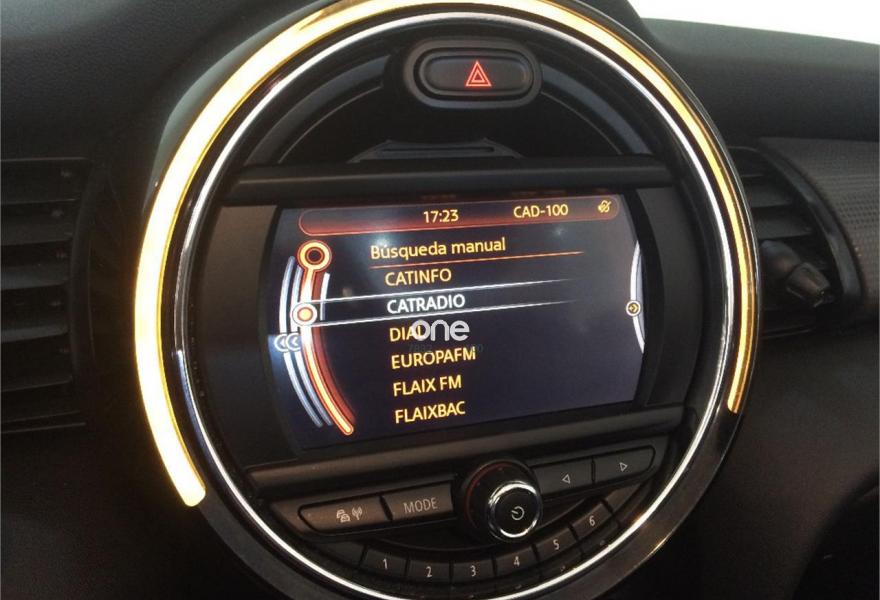 17:23 CAD-100
Búsqueda manual
CATINFO
CATRADIO
DIAL
one
EUROPAFM
FLAIX FM
FLAIXBAC
MODE
1 2 3 4 5 6